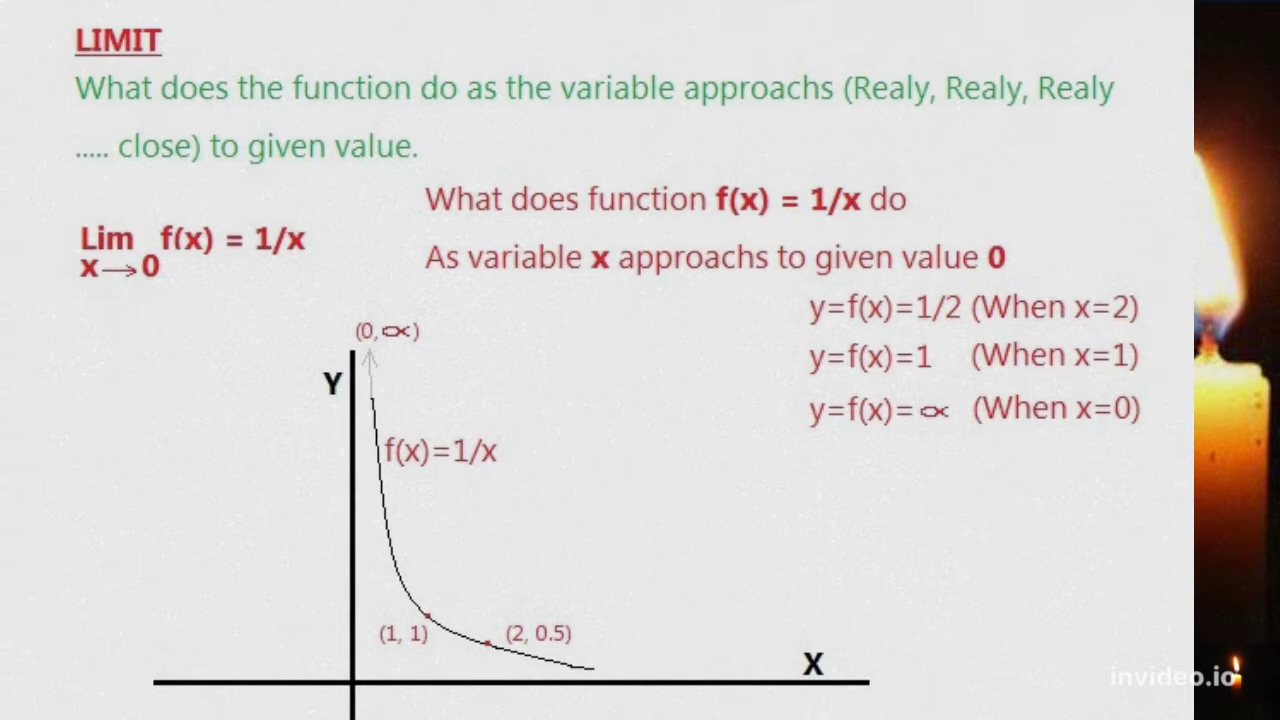 LIMIT
What does the function do as the variable approachs (Realy, Realy, Realy
..... close) to given value.
What does function f(x) = 1/x do
Lim f(x) = 1/x
x→0
As variable x approachs to given value 0
y=f(x)=1/2 (When x=2)
(0, ∝)
y=f(x)=1 (When x=1)
Y
y=f(x)=∝ (When x=0)
f(x)=1/x
(1, 1)
(2, 0.5)
X
invideo.io